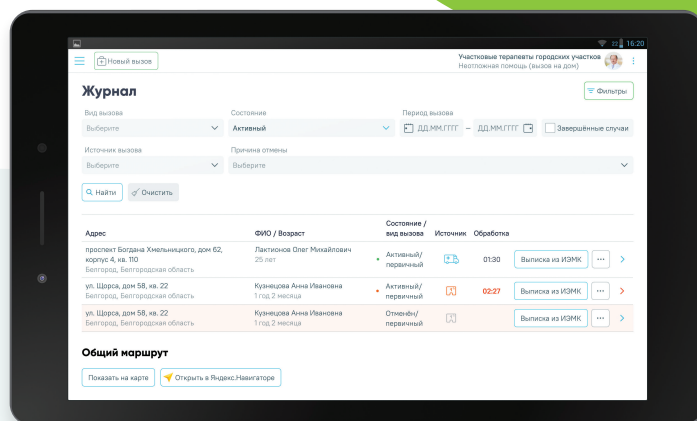 16:20
Новый вызов
Участковые терапевты городских участков
Неотложная помощь (вызов на дом)
Журнал
Фильтры
Вид вызова
Состояние
Период вызова
Выберите
Активный
ДД.ММ.ГГГГ – ДД.ММ.ГГГГ
Завершённые случаи
Источник вызова
Причина отмены
Выберите
Выберите
Найти
Очистить
Адрес
ФИО / Возраст
Состояние /
вид вызова
Источник
Обработка
проспект Богдана Хмельницкого, дом 62,
корпус 4, кв. 110
Белгород, Белгородская область
Лактионов Олег Михайлович
25 лет
Активный/
первичный
01:30
Выписка из ИЭМК
ул. Щорса, дом 58, кв. 22
Белгород, Белгородская область
Кузнецова Анна Ивановна
1 год 2 месяца
Активный/
первичный
02:27
Выписка из ИЭМК
ул. Щорса, дом 58, кв. 22
Белгород, Белгородская область
Кузнецова Анна Ивановна
1 год 2 месяца
Отменён/
первичный
Выписка из ИЭМК
Общий маршрут
Показать на карте
Открыть в Яндекс.Навигаторе